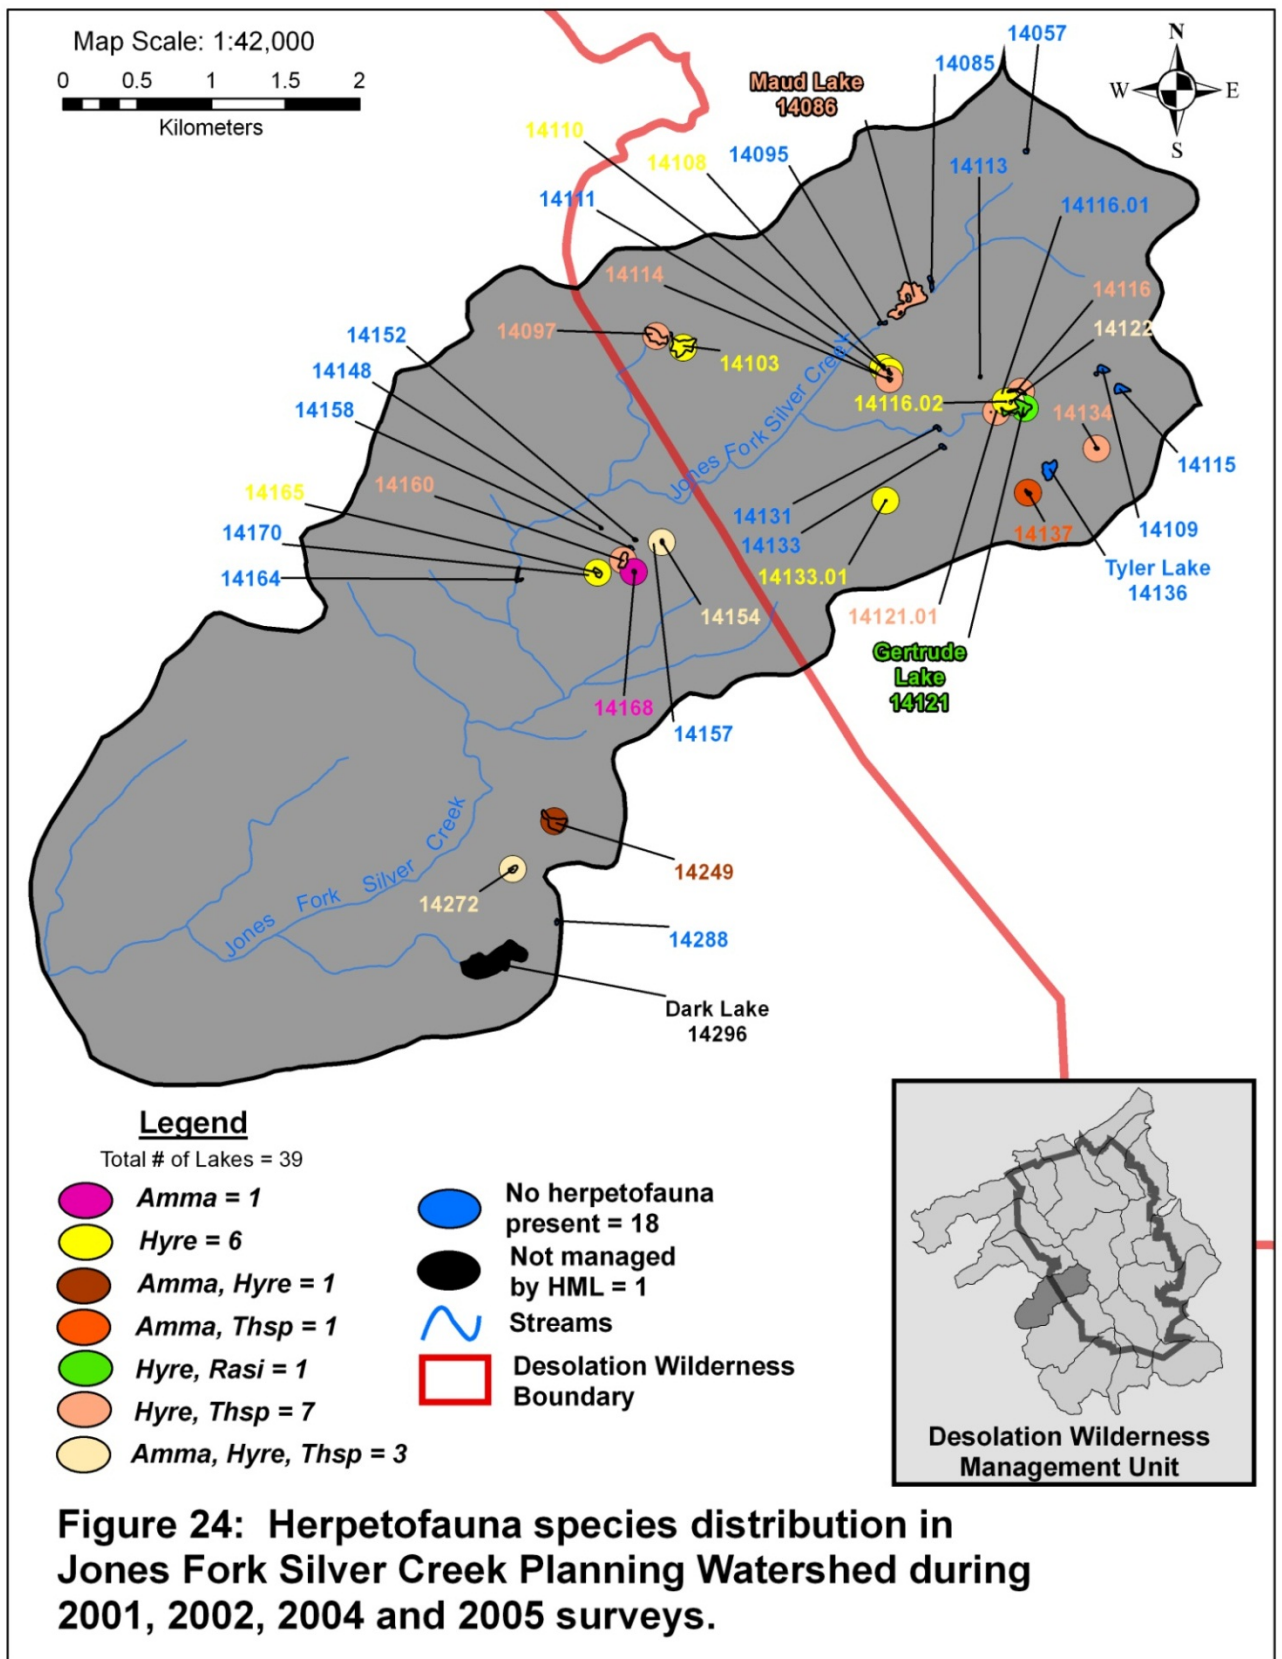 Map Scale: 1:42,000
0 0.5 1 1.5 2
Kilometers
N
W E
S
14057
14085
Maud Lake
14086
14110
14108
14095
14113
14111
14116.01
14114
14116
14122
14152
14097
14103
14148
14116.02
14158
14134
Jones Fork Silver Creek
14115
14165
14160
14131
14109
14170
14133
14137
14164
14133.01
Tyler Lake
14136
14154
14121.01
Gertrude
Lake
14121
14168
14157
14249
14272
Jones Fork Silver Creek
14288
Dark Lake
14296
Legend
Total # of Lakes = 39
Amma = 1
Hyre = 6
Amma, Hyre = 1
Amma, Thsp = 1
Hyre, Rasi = 1
Hyre, Thsp = 7
Amma, Hyre, Thsp = 3
No herpetofauna
present = 18
Not managed
by HML = 1
Streams
Desolation Wilderness
Boundary
Desolation Wilderness
Management Unit
Figure 24: Herpetofauna species distribution in
Jones Fork Silver Creek Planning Watershed during
2001, 2002, 2004 and 2005 surveys.